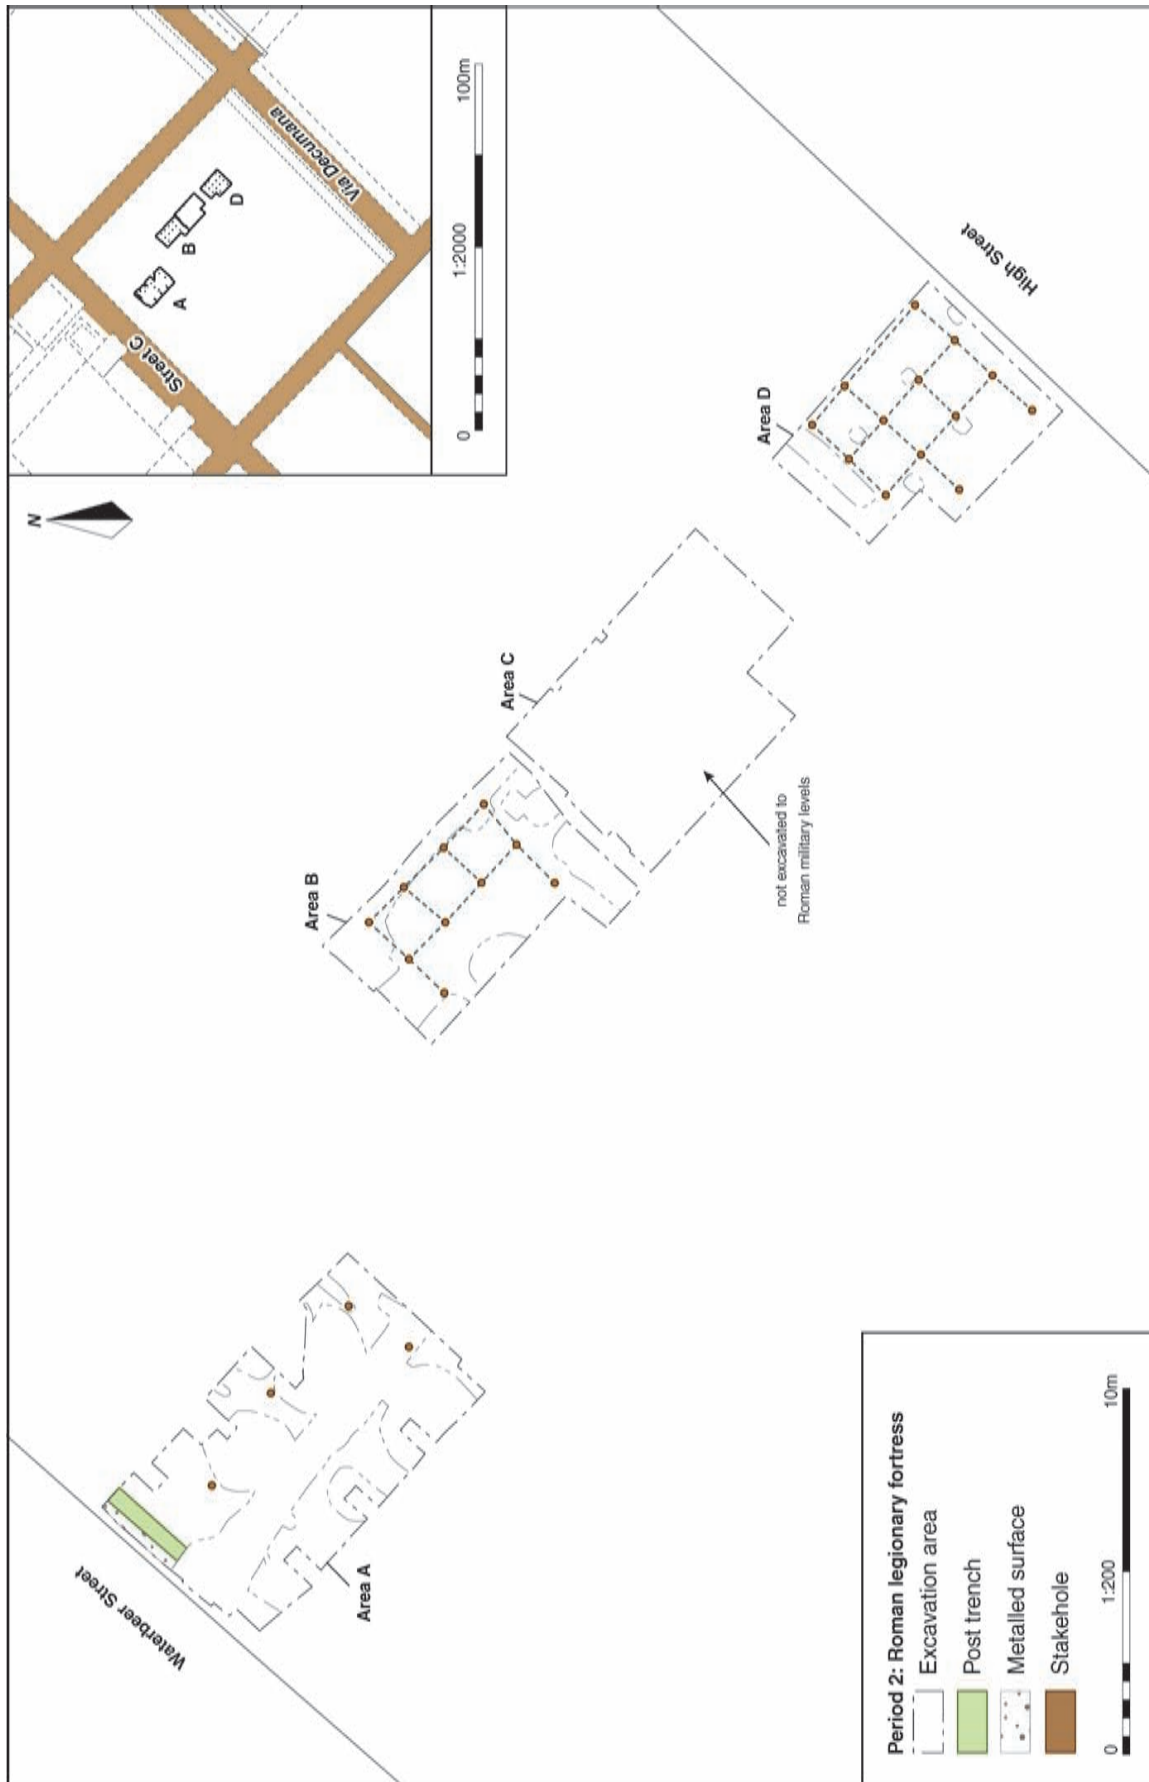 Via Decumana
Street C
A
B
D
0
1:2000
100m
N
High Street
Area D
Area C
not excavated to
Roman military levels
Area B
Waterbeer Street
Area A
Period 2: Roman legionary fortress
Excavation area
Post trench
Metalled surface
Stakehole
0
1:200
10m